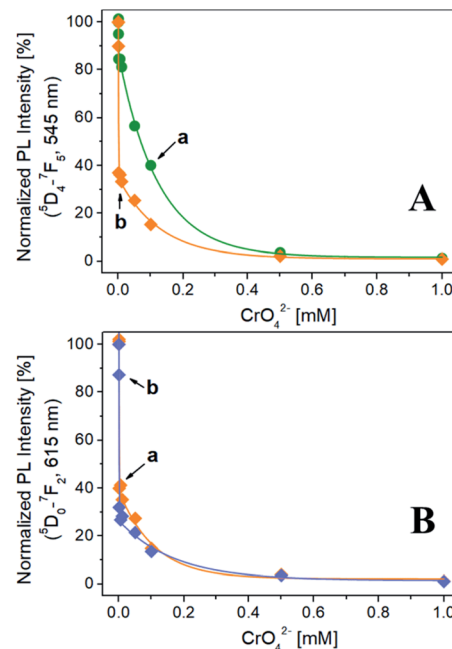 Normalized PL Intensity [%]
(⁵D₄-⁷F₅, 545 nm)
100
80
60
40
20
0
a
b
A
0.0 0.2 0.4 0.6 0.8 1.0
CrO₄²⁻ [mM]
Normalized PL Intensity [%]
(⁵D₀-⁷F₂, 615 nm)
100
80
60
40
20
0
b
a
B
0.0 0.2 0.4 0.6 0.8 1.0
CrO₄²⁻ [mM]